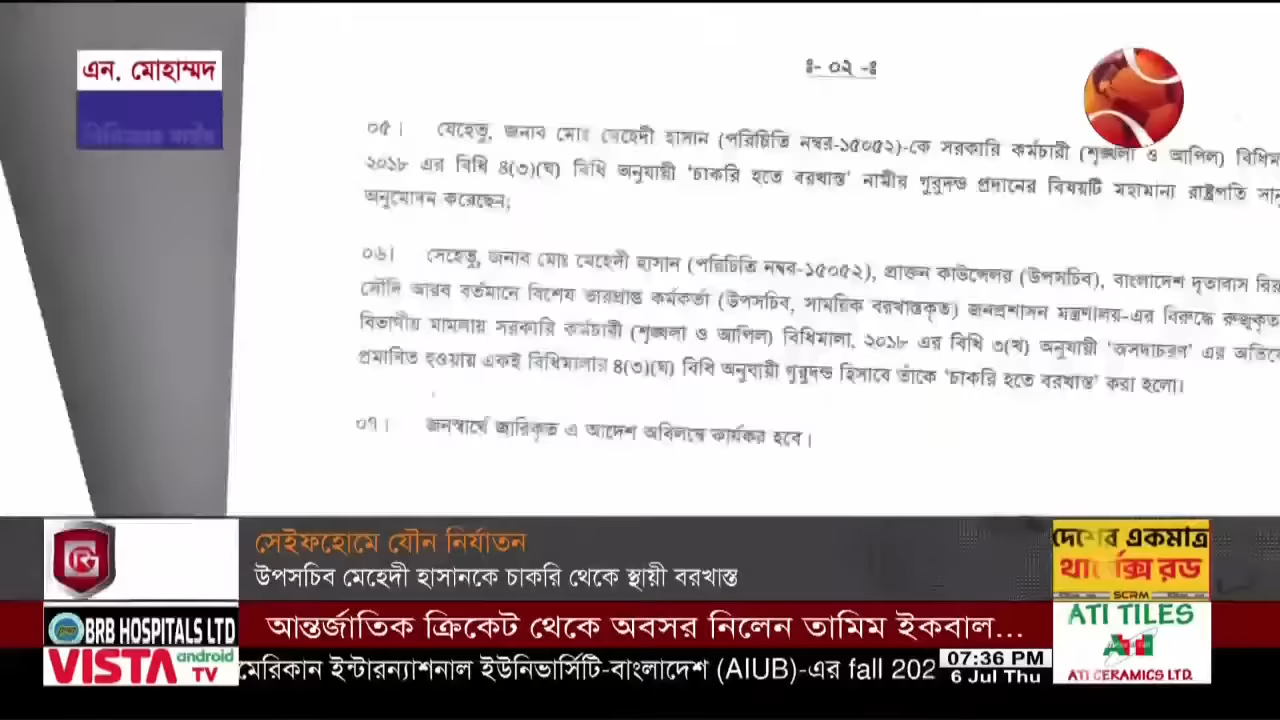 এন. মোহাম্মদ
ঃ- ০২ -ঃ
০৫। যেহেতু, জনাব মোঃ মেহেদী হাসান (পরিচিতি নম্বর-১৫০৫২)-কে সরকারি কর্মচারী (শৃঙ্খলা ও আপিল) বিধিমা
২০১৮ এর বিধি ৪(৩)(ঘ) বিধি অনুযায়ী ‘চাকরি হতে বরখাস্ত’ নামীয় গুরুদণ্ড প্রদানের বিষয়টি মহামান্য রাষ্ট্রপতি সানু
অনুমোদন করেছেন;
০৬। সেহেতু, জনাব মোঃ মেহেদী হাসান (পরিচিতি নম্বর-১৫০৫২), প্রাক্তন কাউন্সেলর (উপসচিব), বাংলাদেশ দূতাবাস রিয়
সৌদি আরব বর্তমানে বিশেষ ভারপ্রাপ্ত কর্মকর্তা (উপসচিব, সাময়িক বরখাস্তকৃত) জনপ্রশাসন মন্ত্রণালয়-এর বিরুদ্ধে রুজুকৃত
বিভাগীয় মামলায় সরকারি কর্মচারী (শৃঙ্খলা ও আপিল) বিধিমালা, ২০১৮ এর বিধি ৩(খ) অনুযায়ী ‘অসদাচরণ’ এর অভিযো
প্রমাণিত হওয়ায় একই বিধিমালার ৪(৩)(ঘ) বিধি অনুযায়ী গুরুদন্ড হিসাবে তাঁকে ‘চাকরি হতে বরখাস্ত’ করা হলো।
০৭। জনস্বার্থে জারিকৃত এ আদেশ অবিলম্বে কার্যকর হবে।
সেইফহোমে যৌন নির্যাতন
উপসচিব মেহেদী হাসানকে চাকরি থেকে স্থায়ী বরখাস্ত
দেশের একমাত্র
থার্মেক্স রড
SCRM
BRB HOSPITALS LTD
আন্তর্জাতিক ক্রিকেট থেকে অবসর নিলেন তামিম ইকবাল...
ATI TILES
ATI
ATI CERAMICS LTD.
VISTA android TV
মেরিকান ইন্টারন্যাশনাল ইউনিভার্সিটি-বাংলাদেশ (AIUB)-এর fall 202
07:36 PM
6 Jul Thu